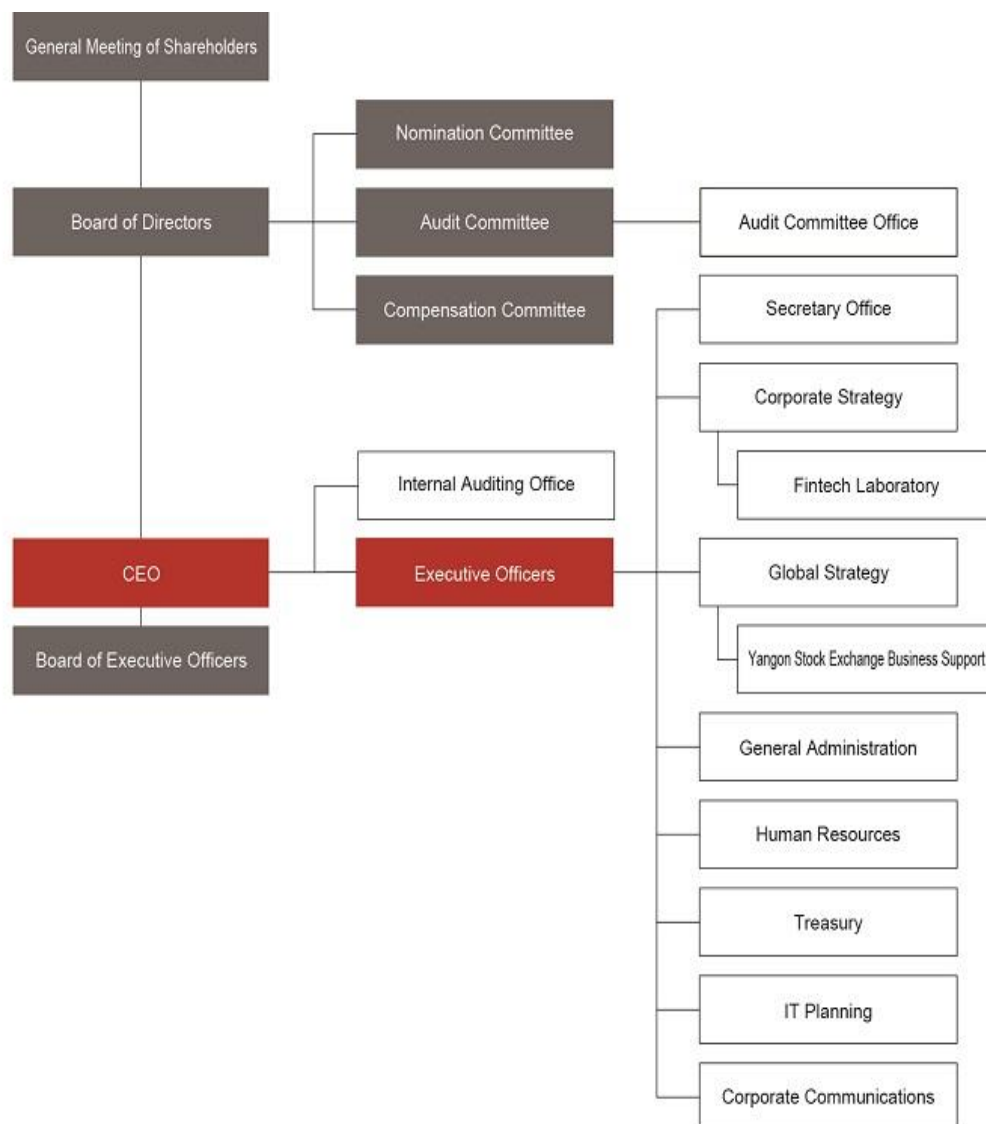 General Meeting of Shareholders
Nomination Committee
Board of Directors
Audit Committee
Audit Committee Office
Compensation Committee
Secretary Office
Corporate Strategy
Internal Auditing Office
Fintech Laboratory
CEO
Executive Officers
Global Strategy
Board of Executive Officers
Yangon Stock Exchange Business Support
General Administration
Human Resources
Treasury
IT Planning
Corporate Communications